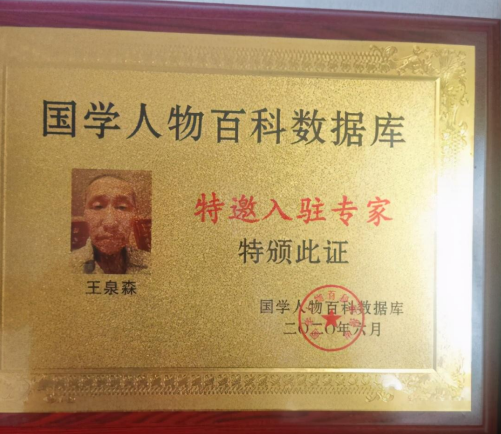 国学人物百科数据库
特邀入驻专家
特颁此证
王泉森
国学人物百科数据库
二〇二〇年六月